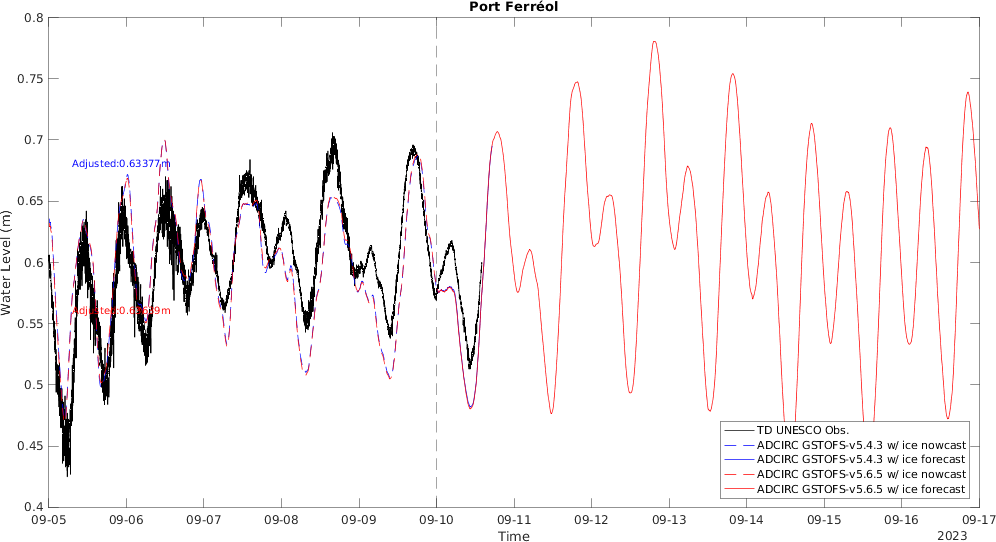 Port Ferréol
Water Level (m)
0.8
0.75
0.7
0.65
0.6
0.55
0.5
0.45
0.4
Adjusted:0.63377m
TD UNESCO Obs.
ADCIRC GSTOFS-v5.4.3 w/ ice nowcast
ADCIRC GSTOFS-v5.4.3 w/ ice forecast
ADCIRC GSTOFS-v5.6.5 w/ ice nowcast
ADCIRC GSTOFS-v5.6.5 w/ ice forecast
09-05 09-06 09-07 09-08 09-09 09-10 09-11 09-12 09-13 09-14 09-15 09-16 09-17
Time
2023